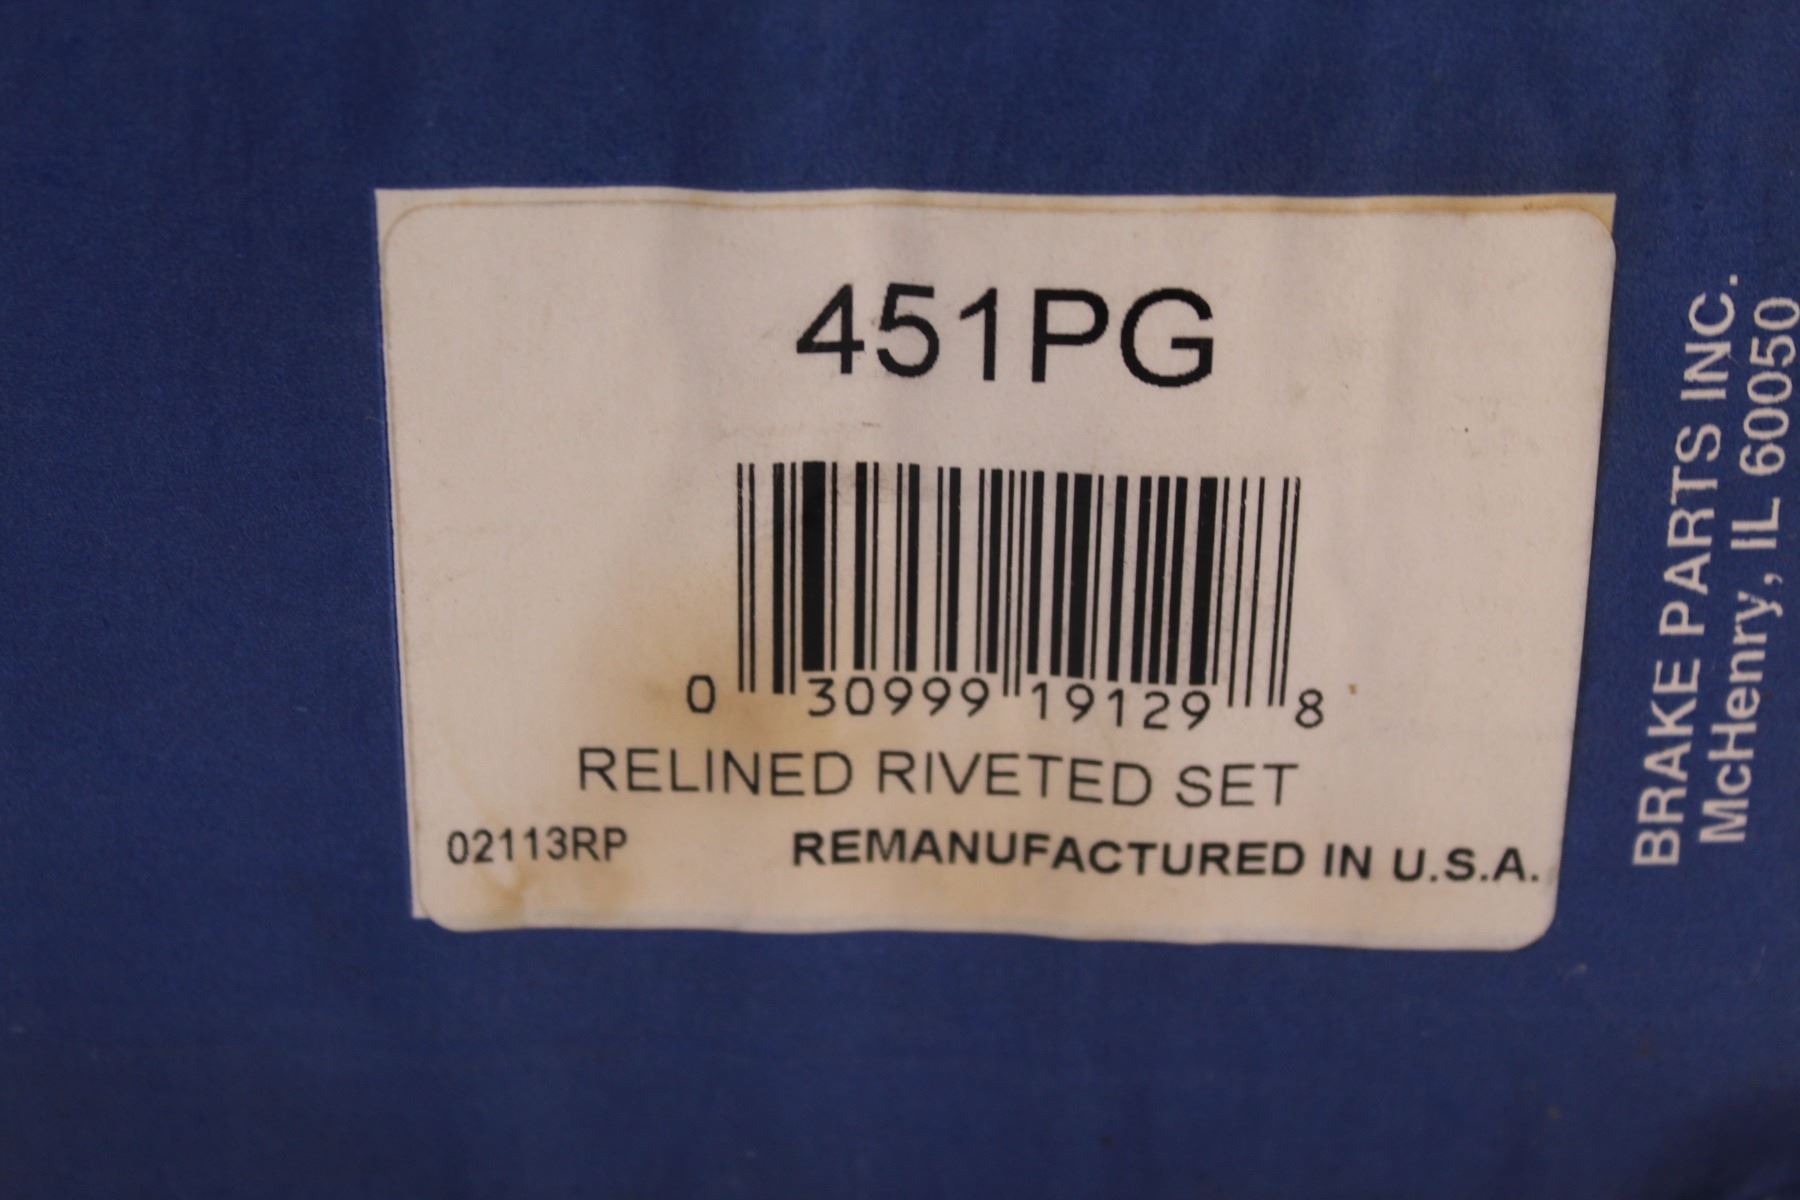 451PG
0 30999 19129 8
RELINED RIVETED SET
02113RP REMANUFACTURED IN U.S.A.
BRAKE PARTS INC.
McHenry, IL 60050